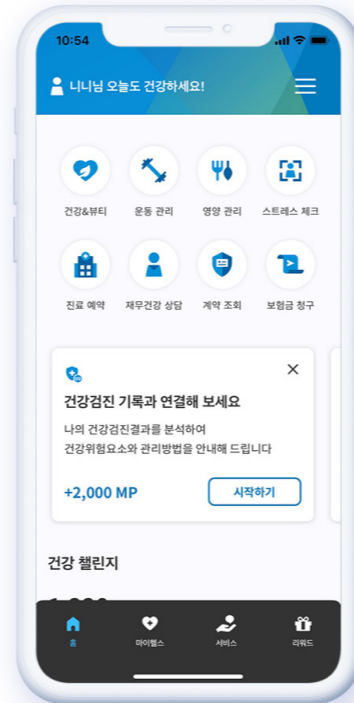 10:54
니니님 오늘도 건강하세요!
건강&뷰티
운동 관리
영양 관리
스트레스 체크
진료 예약
재무건강 상담
계약 조회
보험금 청구
건강검진 기록과 연결해 보세요
나의 건강검진결과를 분석하여
건강위험요소와 관리방법을 안내해 드립니다
+2,000 MP
시작하기
건강 챌린지
홈
마이헬스
서비스
리워드